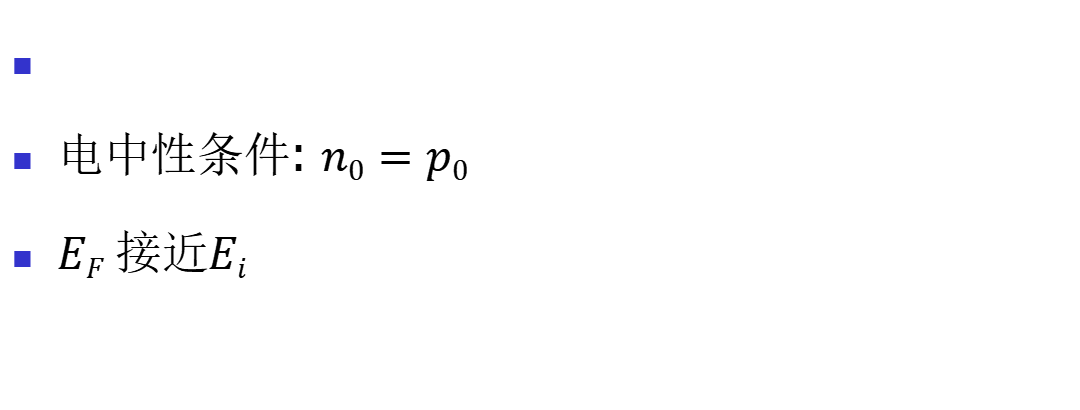 ■
■ 电中性条件: n₀ = p₀
■ E_F 接近E_i